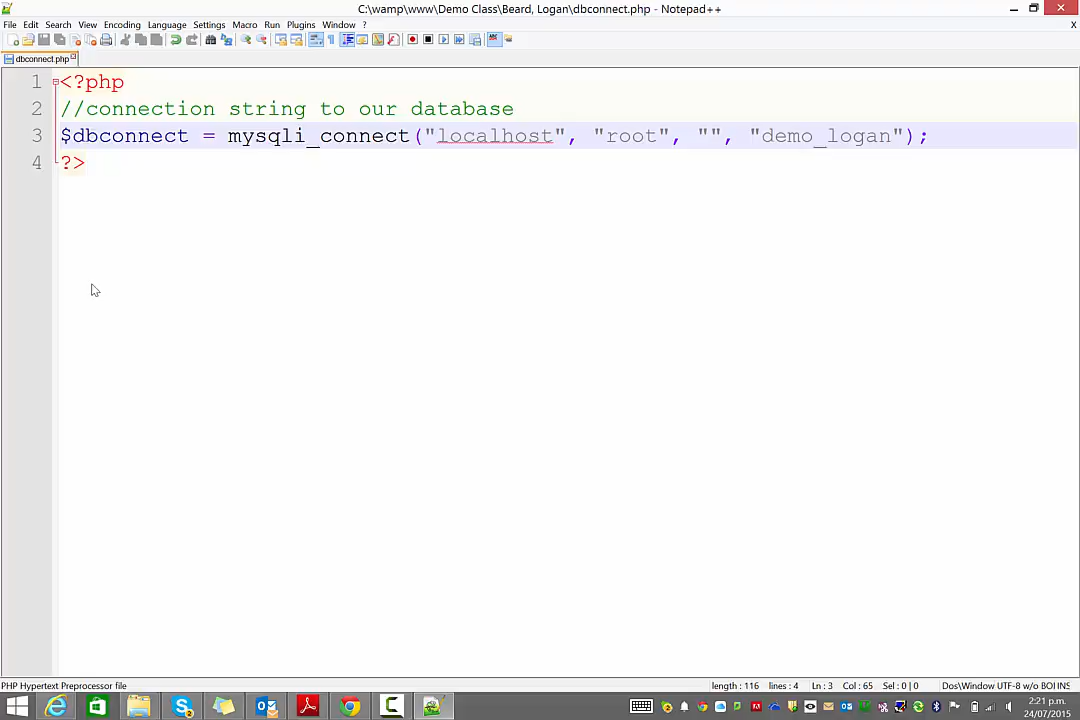 C:\wamp\www\Demo Class\Beard, Logan\dbconnect.php - Notepad++
File Edit Search View Encoding Language Settings Macro Run Plugins Window ? X
dbconnect.php
1 <?php
2 //connection string to our database
3 $dbconnect = mysqli_connect("localhost", "root", "", "demo_logan");
4 ?>
PHP Hypertext Preprocessor file length : 116 lines : 4 Ln : 3 Col : 65 Sel : 0 | 0 Dos\Window UTF-8 w/o BOI INS
2:21 p.m.
24/07/2015